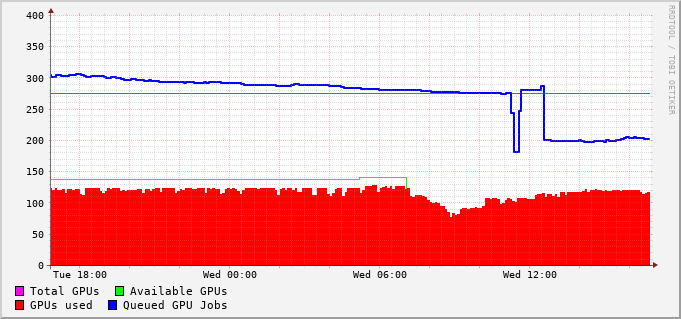 400
350
300
250
200
150
100
50
0
Tue 18:00 Wed 00:00 Wed 06:00 Wed 12:00
Total GPUs Available GPUs
GPUs used Queued GPU Jobs
RRDTOOL / TOBI OETIKER